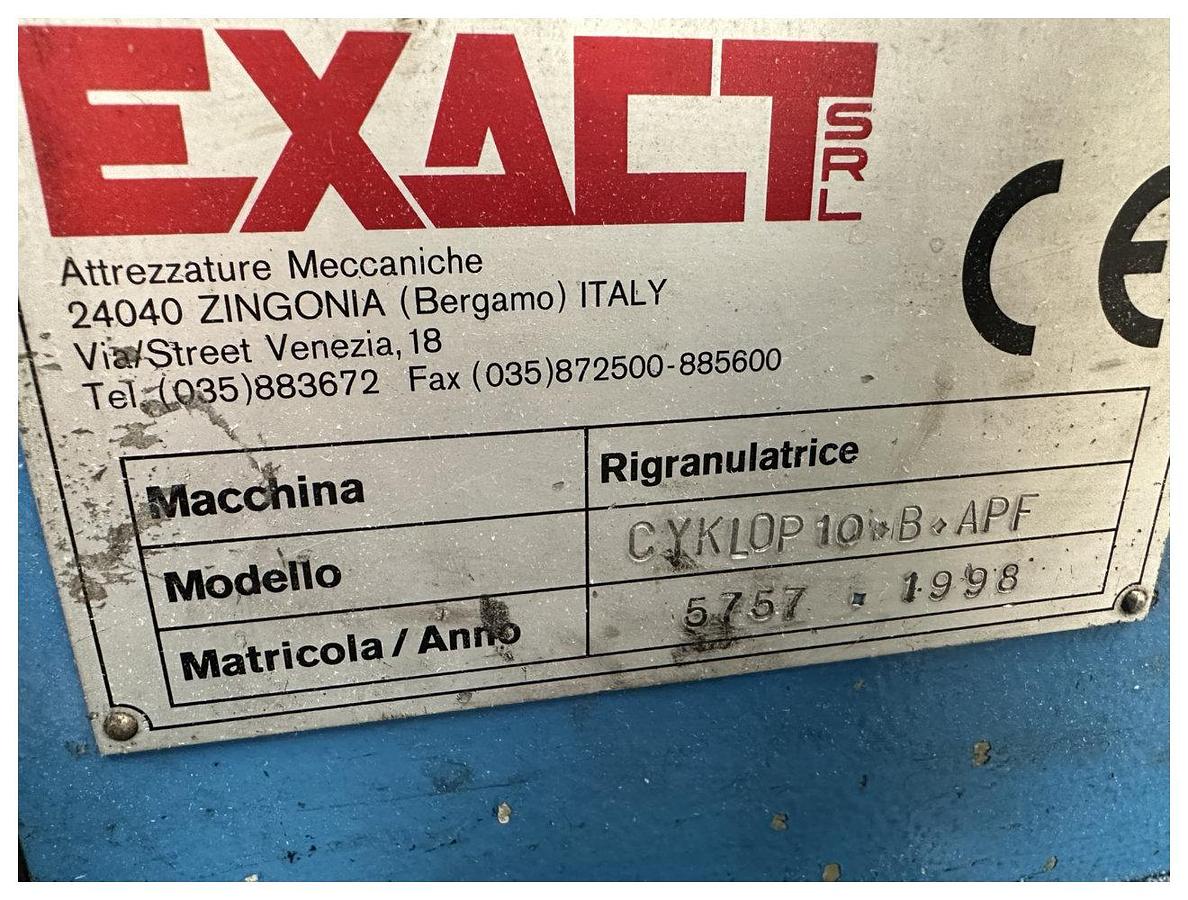 EXACT SRL
CE
Attrezzature Meccaniche
24040 ZINGONIA (Bergamo) ITALY
Via/Street Venezia, 18
Tel. (035)883672 Fax (035)872500-885600
Macchina Rigranulatrice
Modello CYKLOP 10·B·APF
Matricola / Anno 5757 · 1998